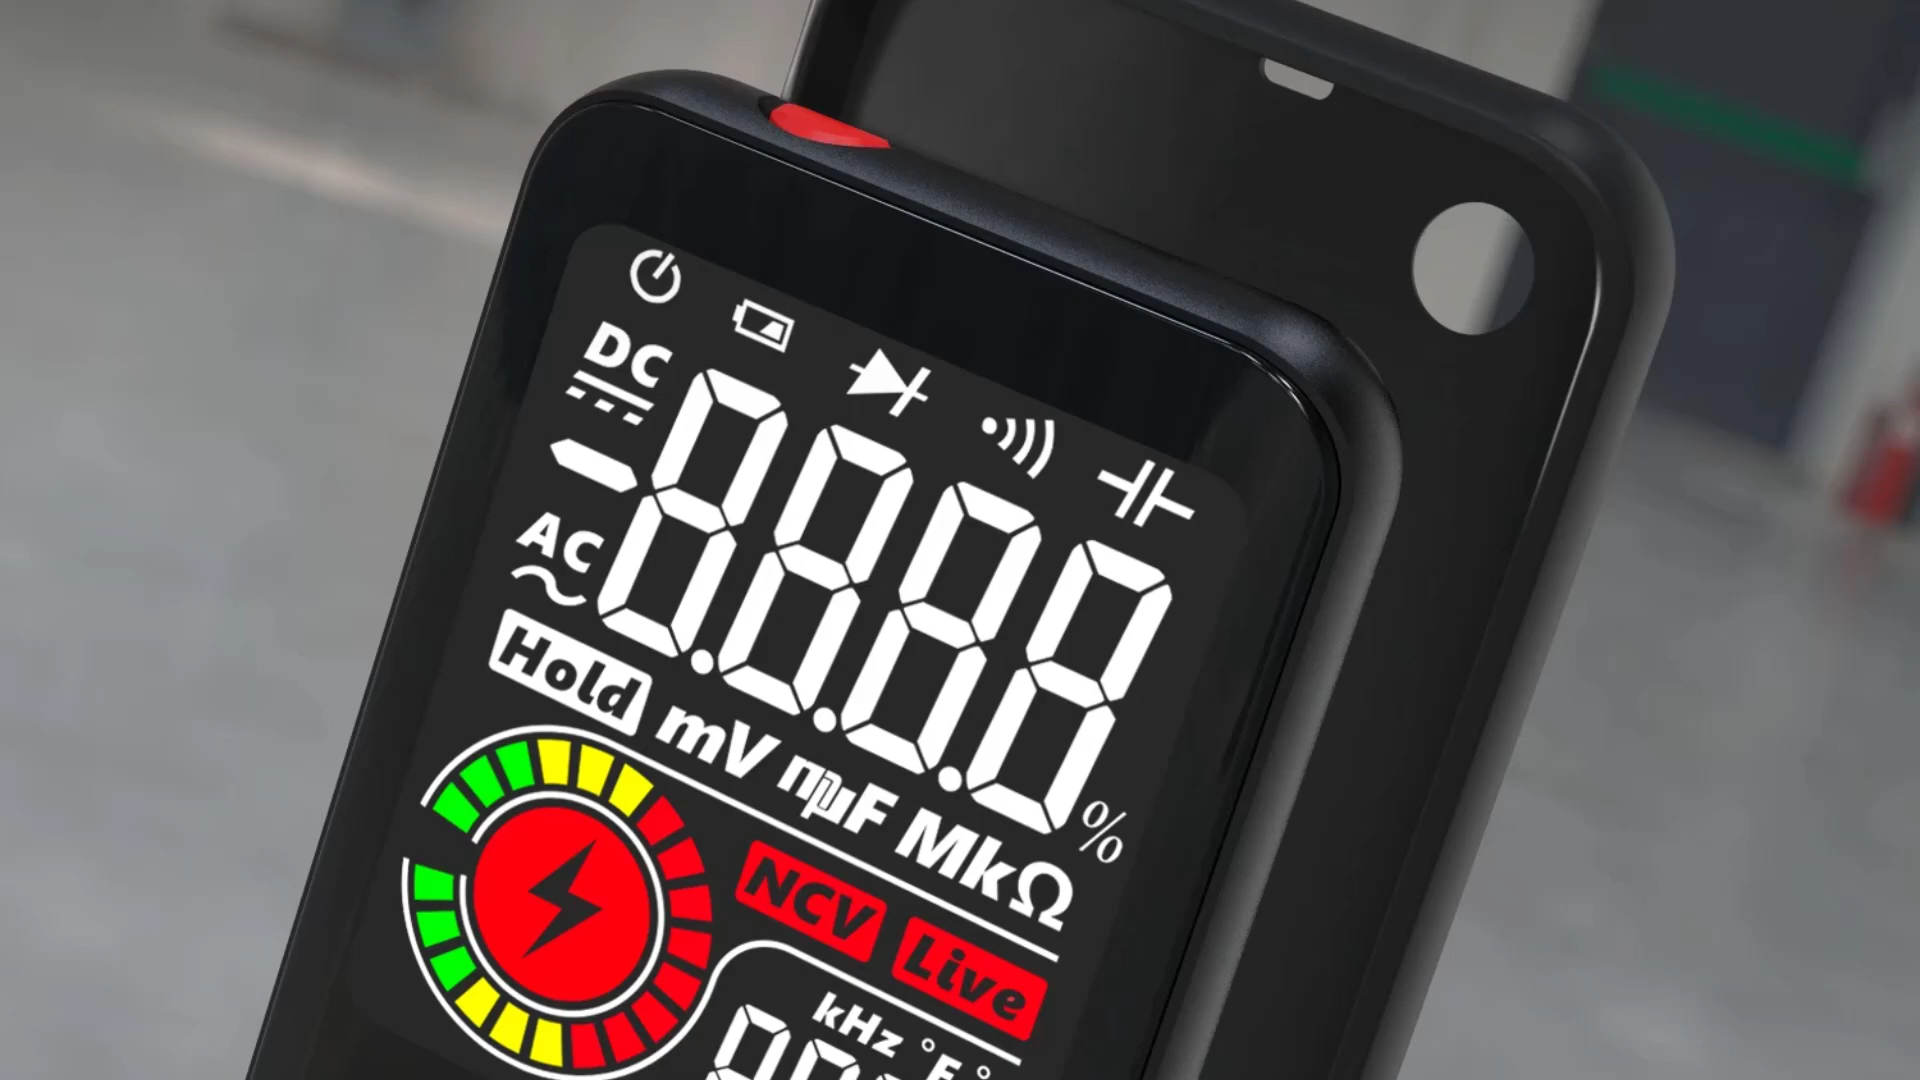 DC
-8.8.8.8
AC
Hold
mV nμF MkΩ %
NCV Live
kHz °F °